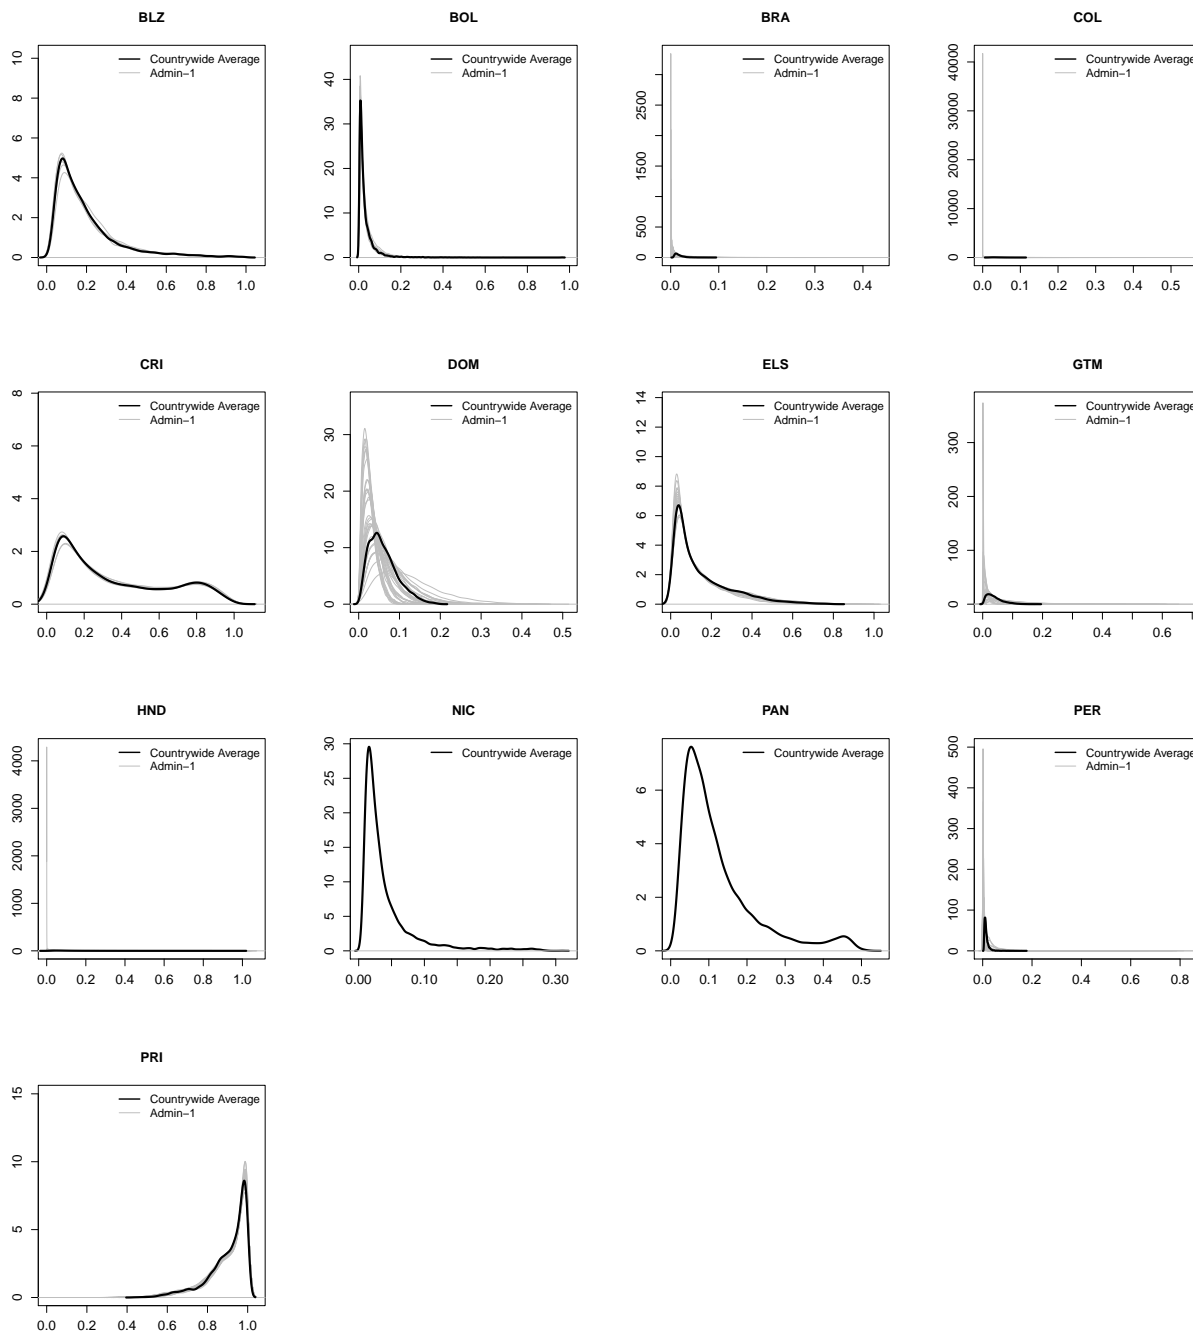 BLZ
Countrywide Average
Admin−1
10
8
6
4
2
0
0.0 0.2 0.4 0.6 0.8 1.0
BOL
Countrywide Average
Admin−1
40
30
20
10
0
0.0 0.2 0.4 0.6 0.8 1.0
BRA
Countrywide Average
Admin−1
2500
1500
500
0
0.0 0.1 0.2 0.3 0.4
COL
Countrywide Average
Admin−1
40000
30000
20000
10000
0
0.0 0.1 0.2 0.3 0.4 0.5
CRI
Countrywide Average
Admin−1
8
6
4
2
0
0.0 0.2 0.4 0.6 0.8 1.0
DOM
Countrywide Average
Admin−1
30
20
10
0
0.0 0.1 0.2 0.3 0.4 0.5
ELS
Countrywide Average
Admin−1
14
12
10
8
6
4
2
0
0.0 0.2 0.4 0.6 0.8 1.0
GTM
Countrywide Average
Admin−1
300
200
100
0
0.0 0.2 0.4 0.6
HND
Countrywide Average
Admin−1
4000
3000
2000
1000
0
0.0 0.2 0.4 0.6 0.8 1.0
NIC
Countrywide Average
30
25
20
15
10
5
0
0.00 0.10 0.20 0.30
PAN
Countrywide Average
6
4
2
0
0.0 0.1 0.2 0.3 0.4 0.5
PER
Countrywide Average
Admin−1
500
400
300
200
100
0
0.0 0.2 0.4 0.6 0.8
PRI
Countrywide Average
Admin−1
15
10
5
0
0.0 0.2 0.4 0.6 0.8 1.0